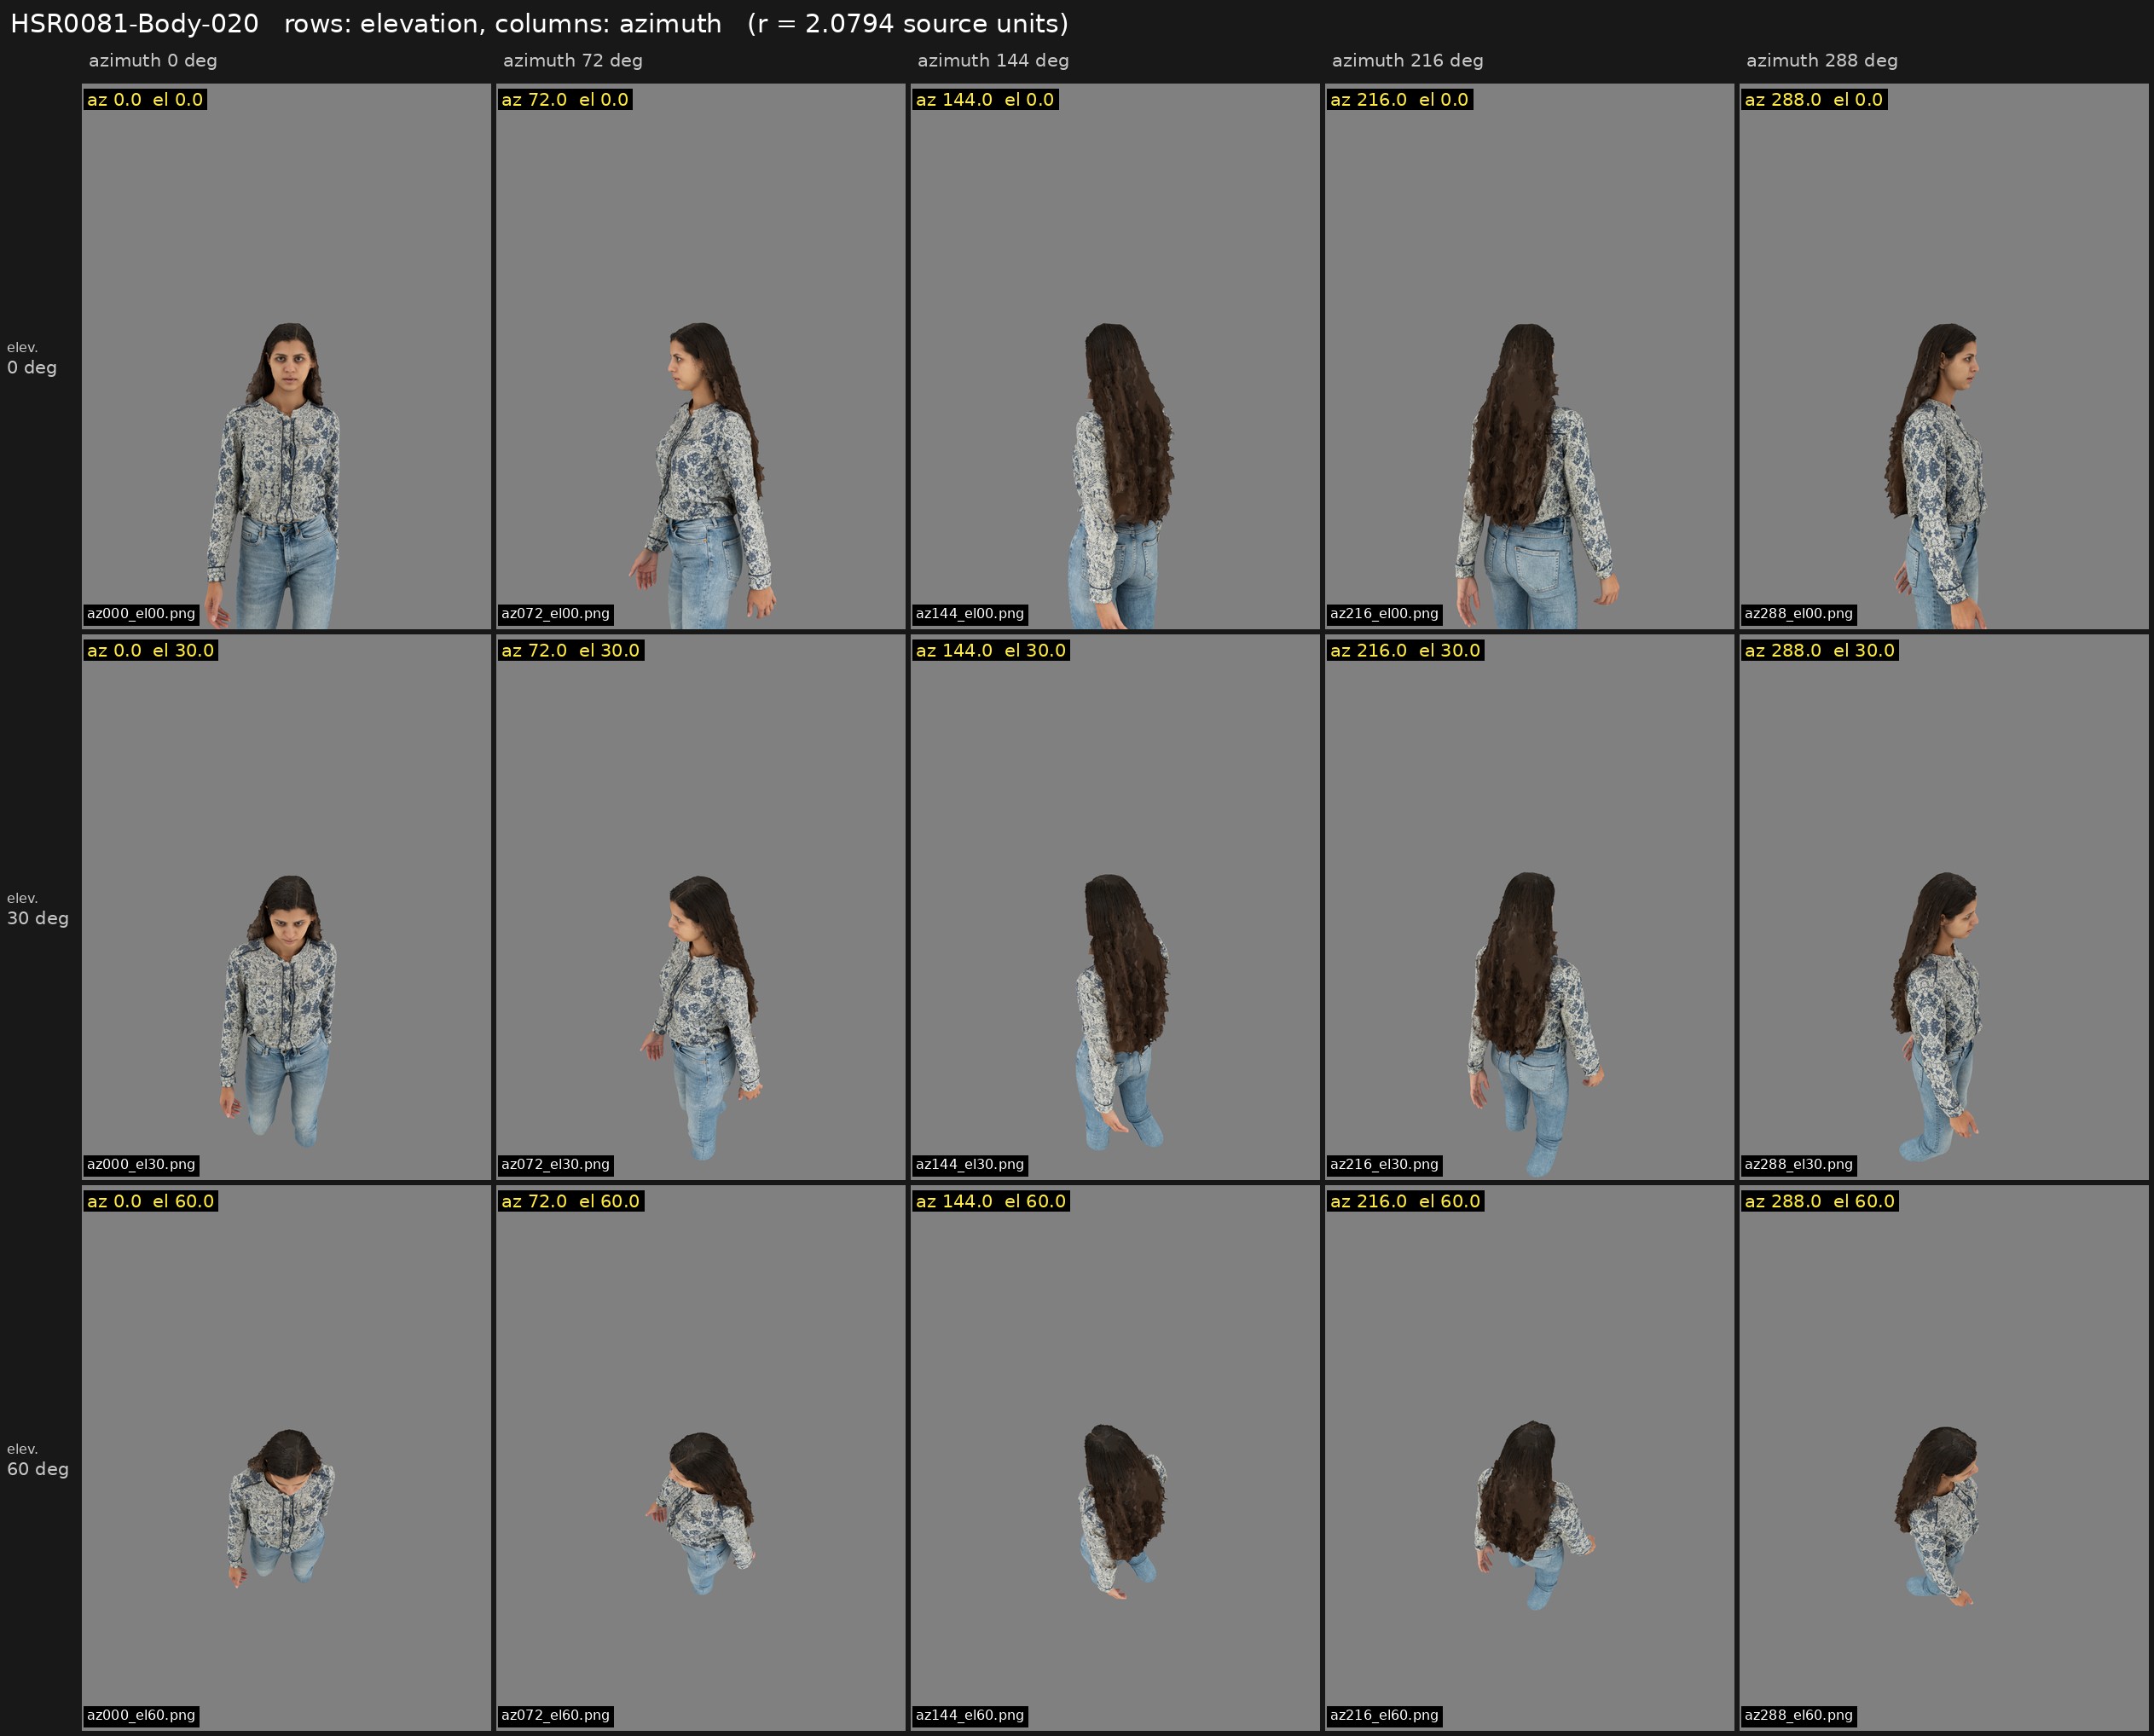 HSR0081-Body-020   rows: elevation, columns: azimuth   (r = 2.0794 source units)
azimuth 0 deg
azimuth 72 deg
azimuth 144 deg
azimuth 216 deg
azimuth 288 deg
elev.
0 deg
az 0.0  el 0.0
az000_el00.png
az 72.0  el 0.0
az072_el00.png
az 144.0  el 0.0
az144_el00.png
az 216.0  el 0.0
az216_el00.png
az 288.0  el 0.0
az288_el00.png
elev.
30 deg
az 0.0  el 30.0
az000_el30.png
az 72.0  el 30.0
az072_el30.png
az 144.0  el 30.0
az144_el30.png
az 216.0  el 30.0
az216_el30.png
az 288.0  el 30.0
az288_el30.png
elev.
60 deg
az 0.0  el 60.0
az000_el60.png
az 72.0  el 60.0
az072_el60.png
az 144.0  el 60.0
az144_el60.png
az 216.0  el 60.0
az216_el60.png
az 288.0  el 60.0
az288_el60.png